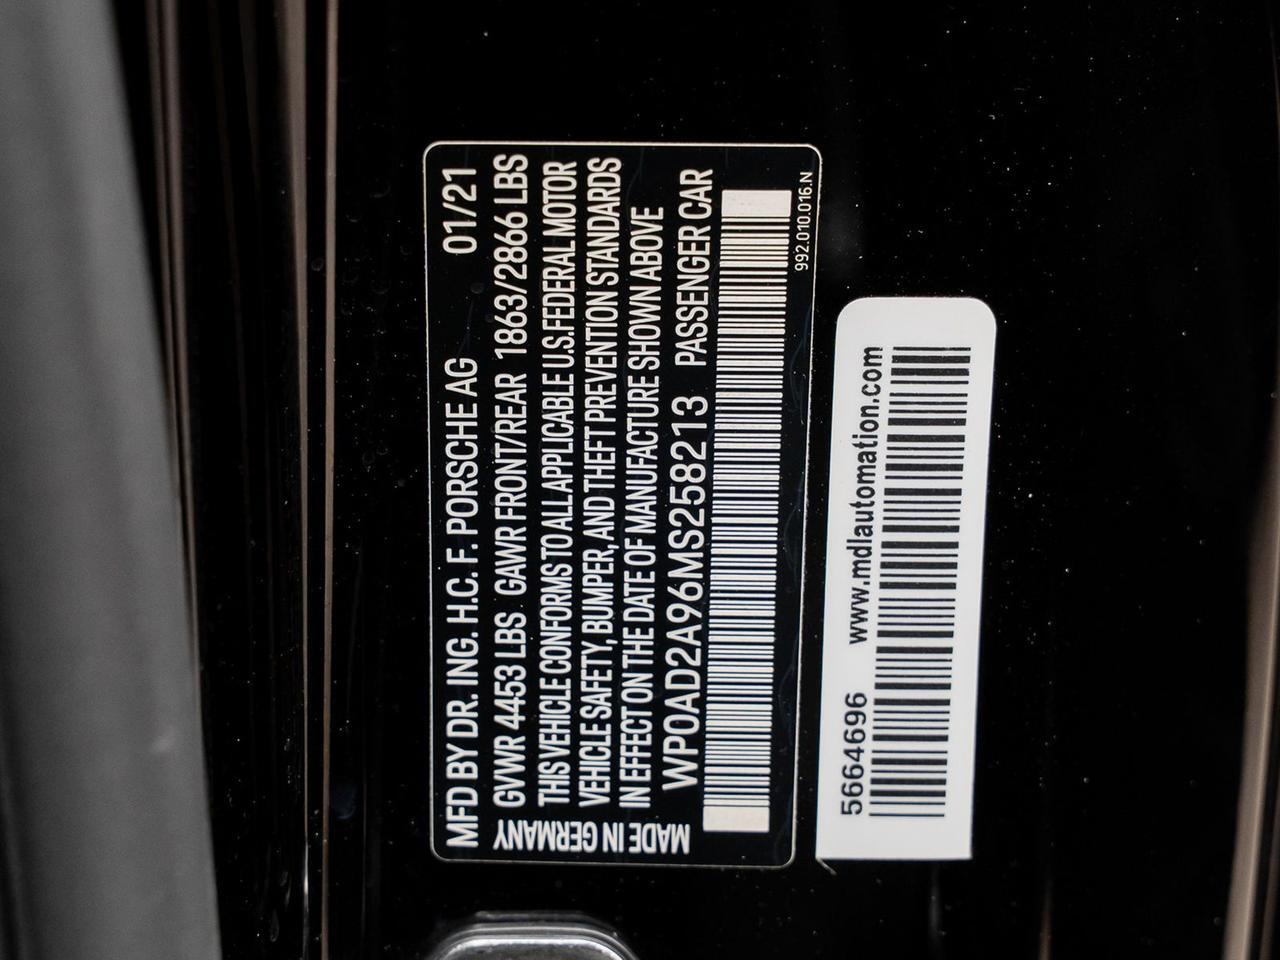 MFD BY DR. ING. H.C. F. PORSCHE AG 01/21
GVWR 4453 LBS GAWR FRONT/REAR 1863/2866 LBS
THIS VEHICLE CONFORMS TO ALL APPLICABLE U.S. FEDERAL MOTOR
VEHICLE SAFETY, BUMPER, AND THEFT PREVENTION STANDARDS
IN EFFECT ON THE DATE OF MANUFACTURE SHOWN ABOVE
WP0AD2A96MS258213 PASSENGER CAR
MADE IN GERMANY
992.010.016.N
5664696 www.mdlautomation.com